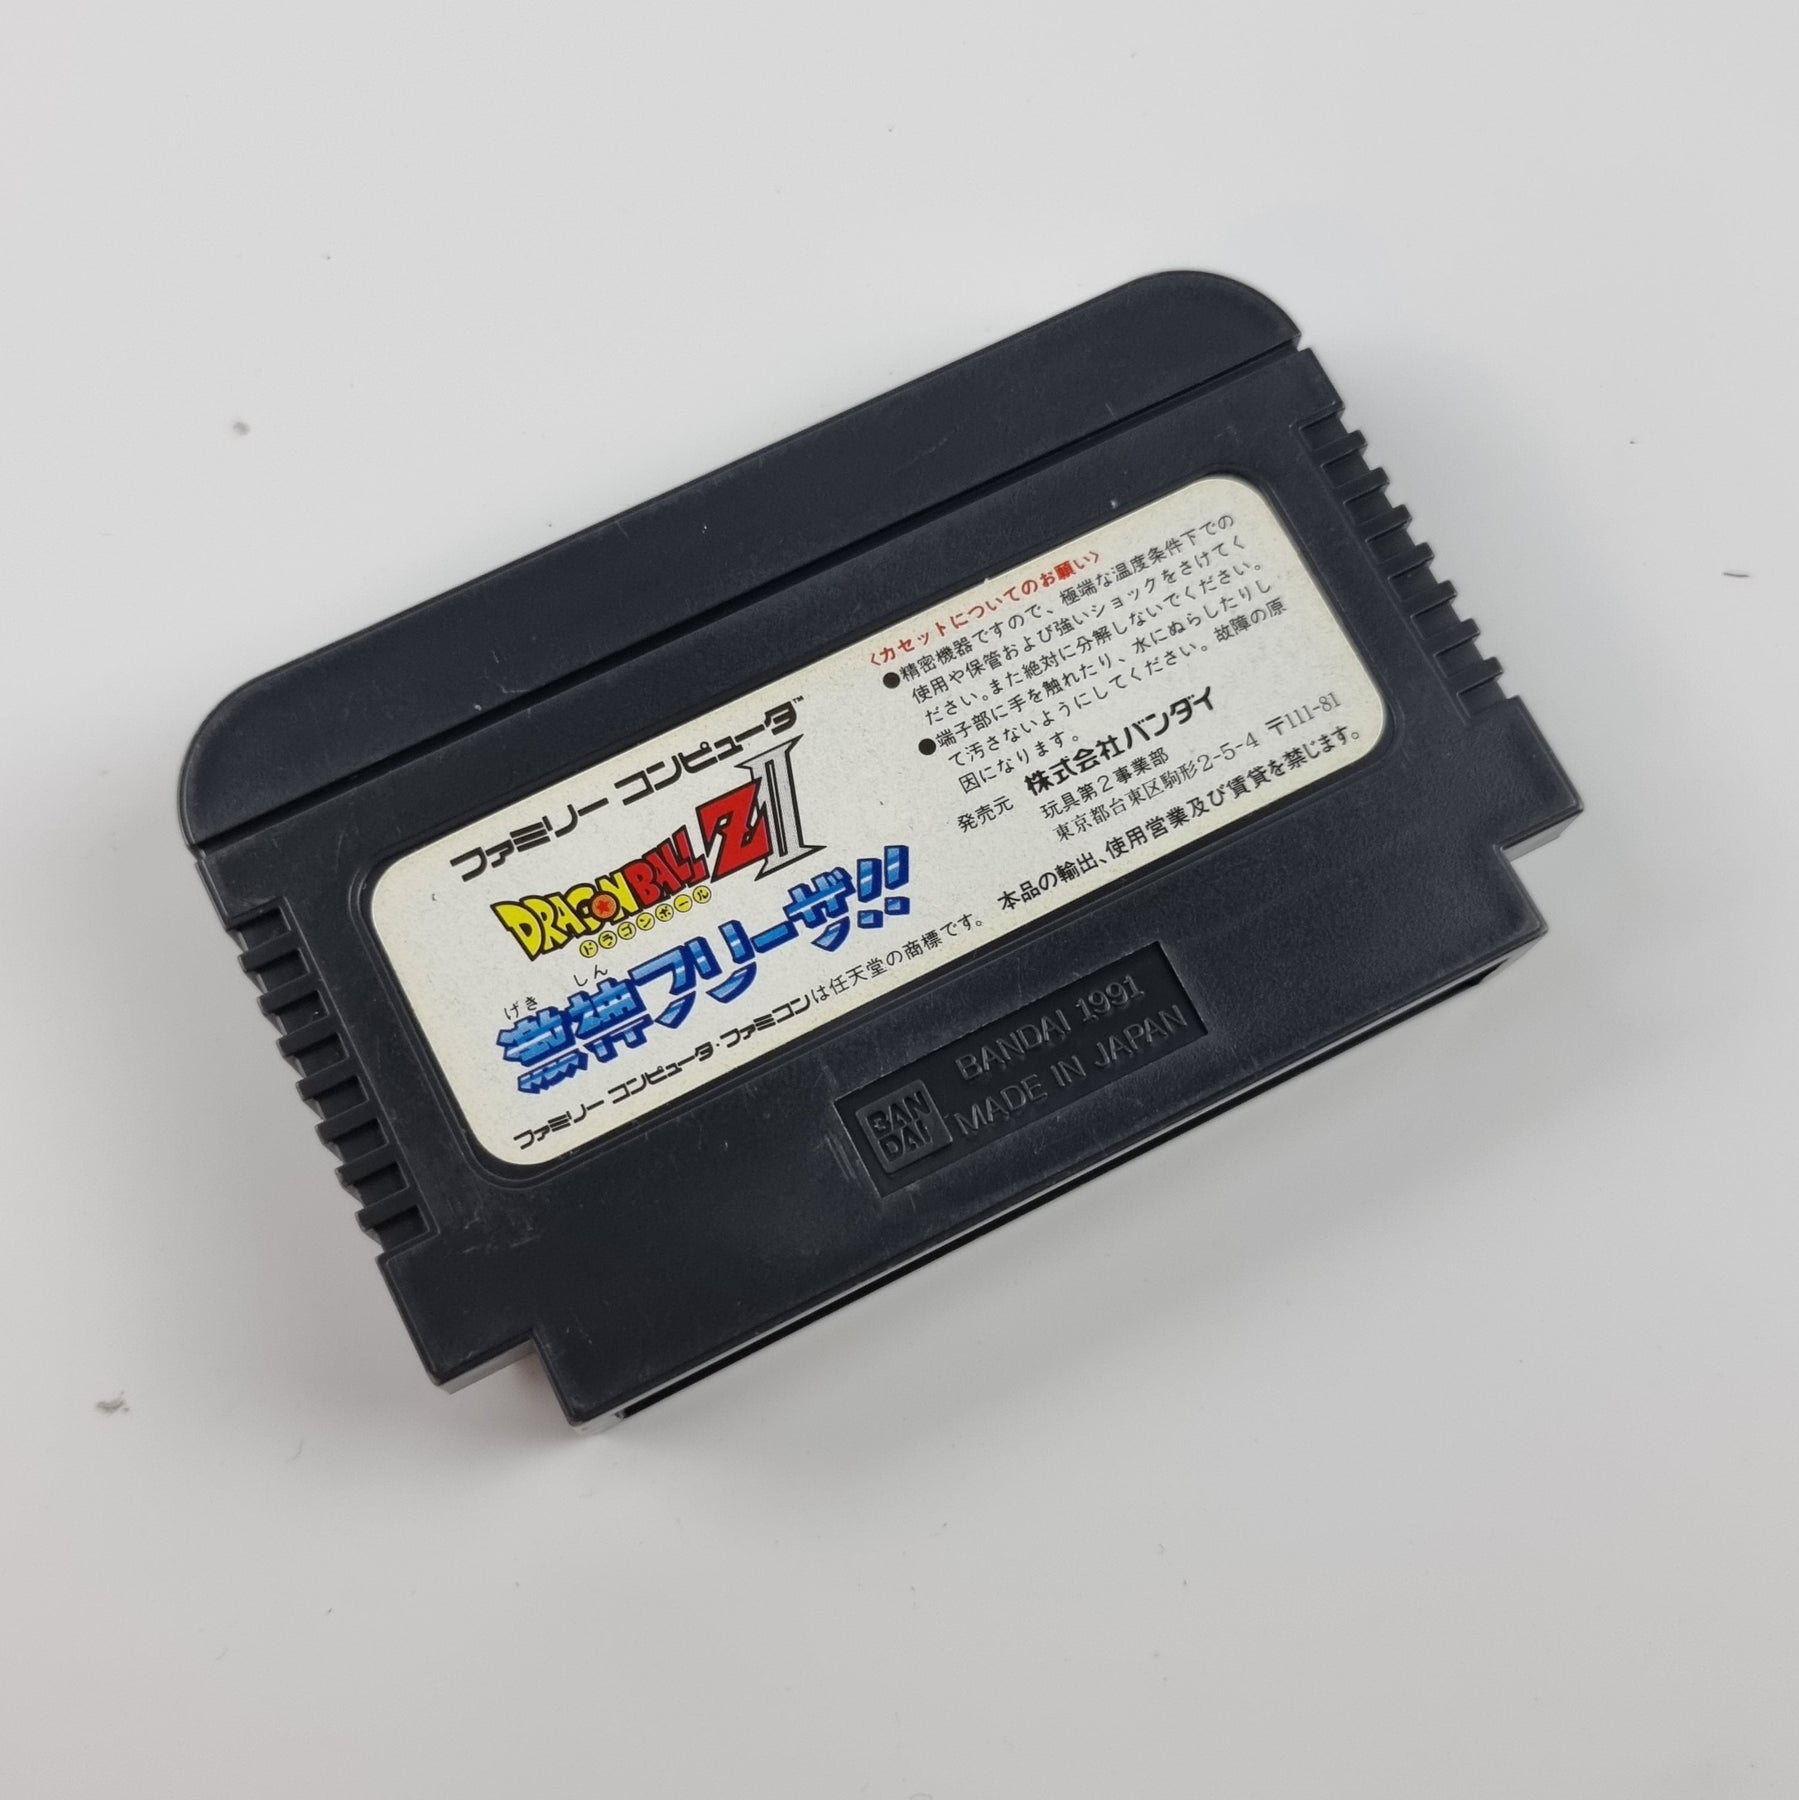 ファミリー コンピュータ™
DRAGON BALL Z II
ドラゴンボール
げき しん
激神フリーザ!!
ファミリー コンピュータ・ファミコンは任天堂の商標です。
〈カセットについてのお願い〉
●精密機器ですので、極端な温度条件下での
使用や保管および強いショックをさけてく
ださい。また絶対に分解しないでください。
●端子部に手を触れたり、水にぬらしたりし
て汚さないようにしてください。故障の原
因になります。
発売元 株式会社バンダイ
玩具第2事業部
東京都台東区駒形2-5-4 〒111-81
本品の輸出、使用営業及び賃貸を禁じます。
BAN
DAI
BANDAI 1991
MADE IN JAPAN